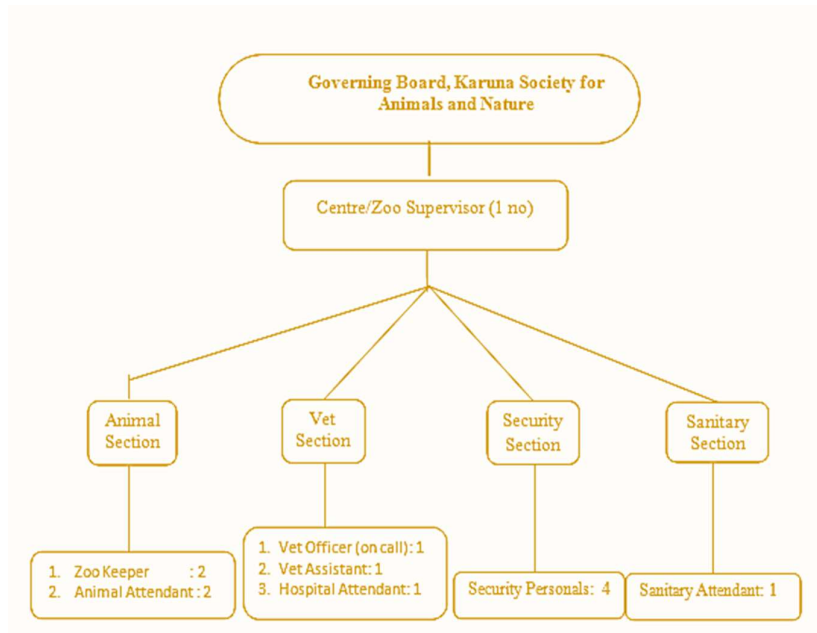 Governing Board, Karuna Society for
Animals and Nature
Centre/Zoo Supervisor (1 no)
Animal
Section
Vet
Section
Security
Section
Sanitary
Section
1. Zoo Keeper : 2
2. Animal Attendant : 2
1. Vet Officer (on call) : 1
2. Vet Assistant : 1
3. Hospital Attendant : 1
Security Personals: 4
Sanitary Attendant: 1